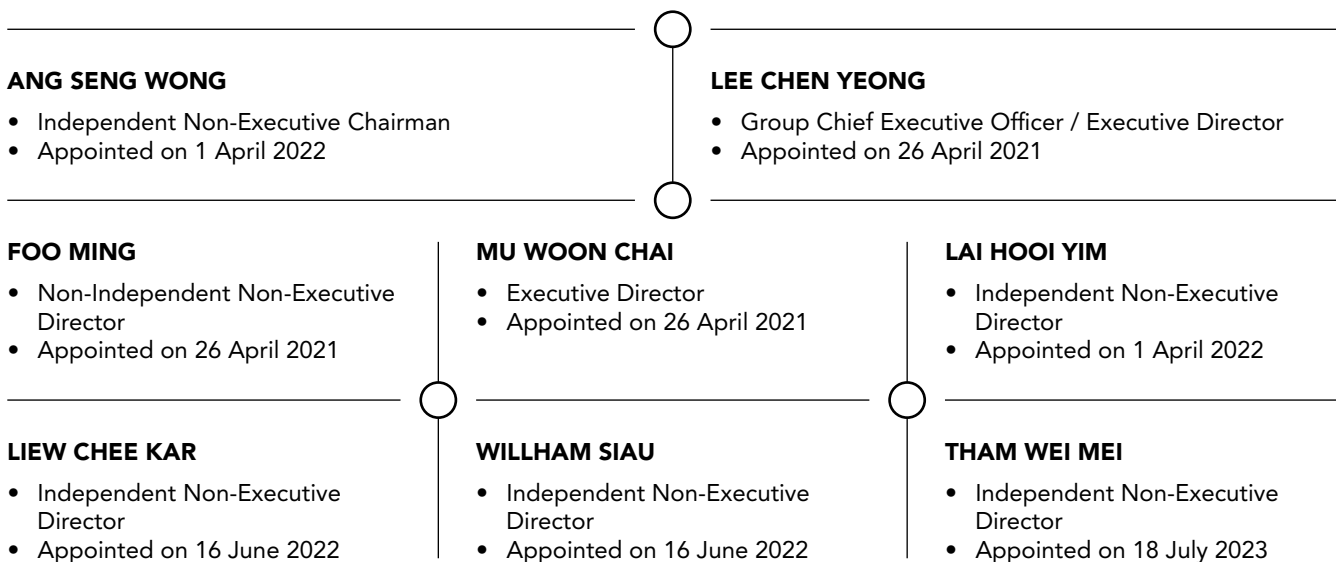 ANG SENG WONG
• Independent Non-Executive Chairman
• Appointed on 1 April 2022
LEE CHEN YEONG
• Group Chief Executive Officer / Executive Director
• Appointed on 26 April 2021
FOO MING
• Non-Independent Non-Executive
Director
• Appointed on 26 April 2021
MU WOON CHAI
• Executive Director
• Appointed on 26 April 2021
LAI HOOI YIM
• Independent Non-Executive
Director
• Appointed on 1 April 2022
LIEW CHEE KAR
• Independent Non-Executive
Director
• Appointed on 16 June 2022
WILLHAM SIAU
• Independent Non-Executive
Director
• Appointed on 16 June 2022
THAM WEI MEI
• Independent Non-Executive
Director
• Appointed on 18 July 2023